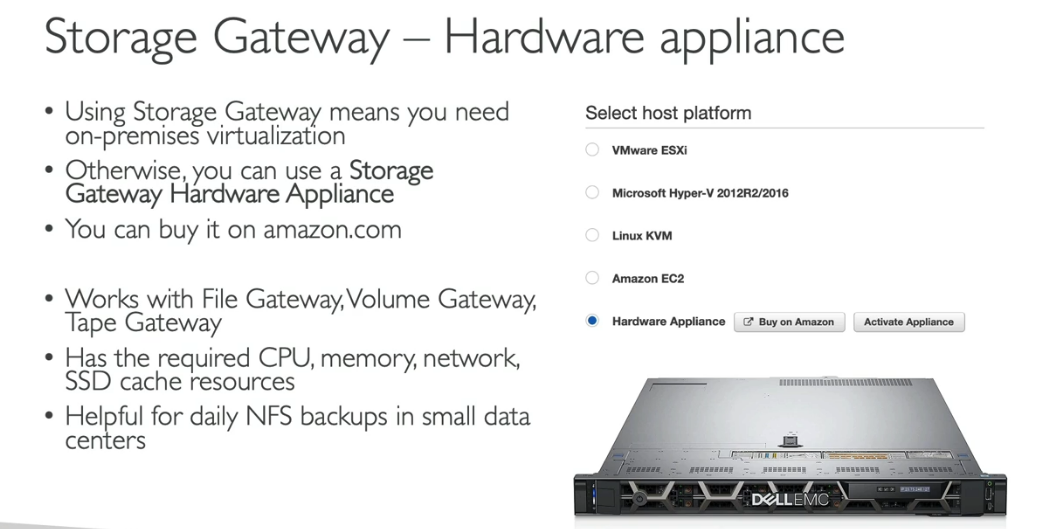 Storage Gateway – Hardware appliance
• Using Storage Gateway means you need
on-premises virtualization
• Otherwise, you can use a Storage
Gateway Hardware Appliance
• You can buy it on amazon.com
• Works with File Gateway, Volume Gateway,
Tape Gateway
• Has the required CPU, memory, network,
SSD cache resources
• Helpful for daily NFS backups in small data
centers
Select host platform
VMware ESXi
Microsoft Hyper-V 2012R2/2016
Linux KVM
Amazon EC2
Hardware Appliance Buy on Amazon Activate Appliance
DELLEMC